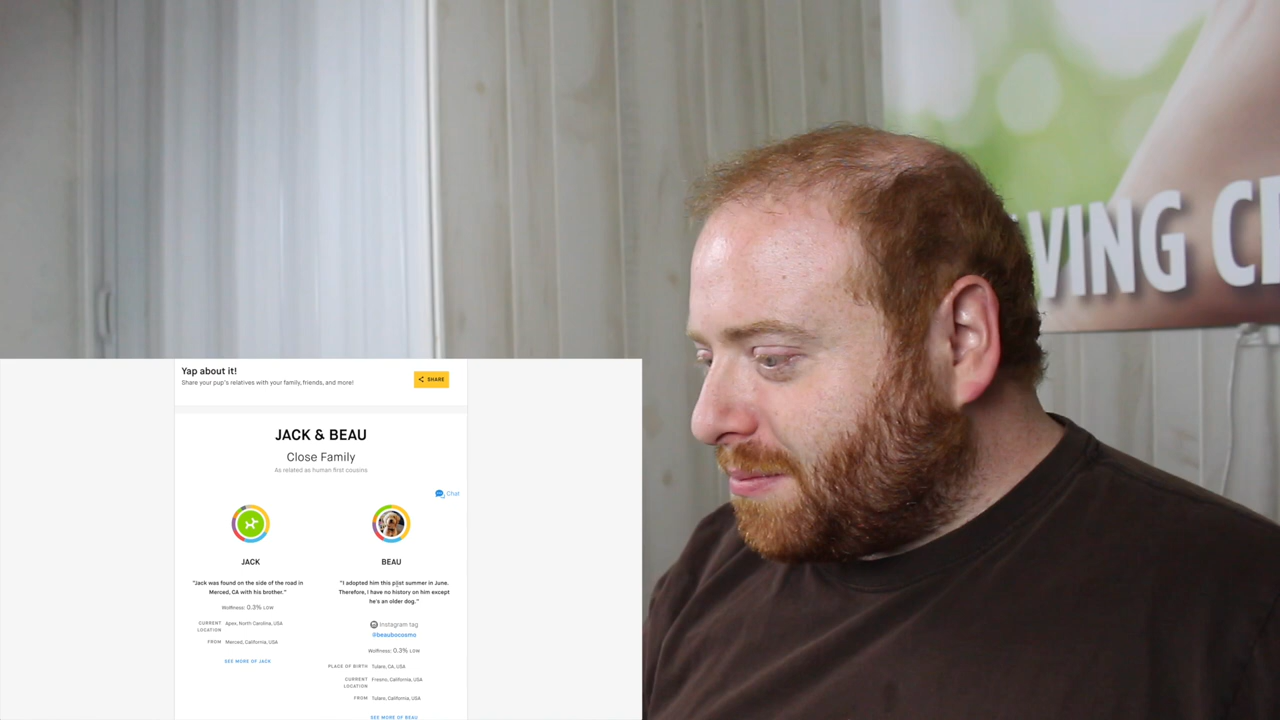 VING CE
Yap about it!
Share your pup's relatives with your family, friends, and more!
SHARE
JACK & BEAU
Close Family
As related as human first cousins
Chat
JACK
"Jack was found on the side of the road in
Merced, CA with his brother."
Wolfiness: 0.3% LOW
CURRENT LOCATION Apex, North Carolina, USA
FROM Merced, California, USA
SEE MORE OF JACK
BEAU
"I adopted him this past summer in June.
Therefore, I have no history on him except
he's an older dog."
Instagram tag
@beaubocosmo
Wolfiness: 0.3% LOW
PLACE OF BIRTH Tulare, CA, USA
CURRENT LOCATION Fresno, California, USA
FROM Tulare, California, USA
SEE MORE OF BEAU